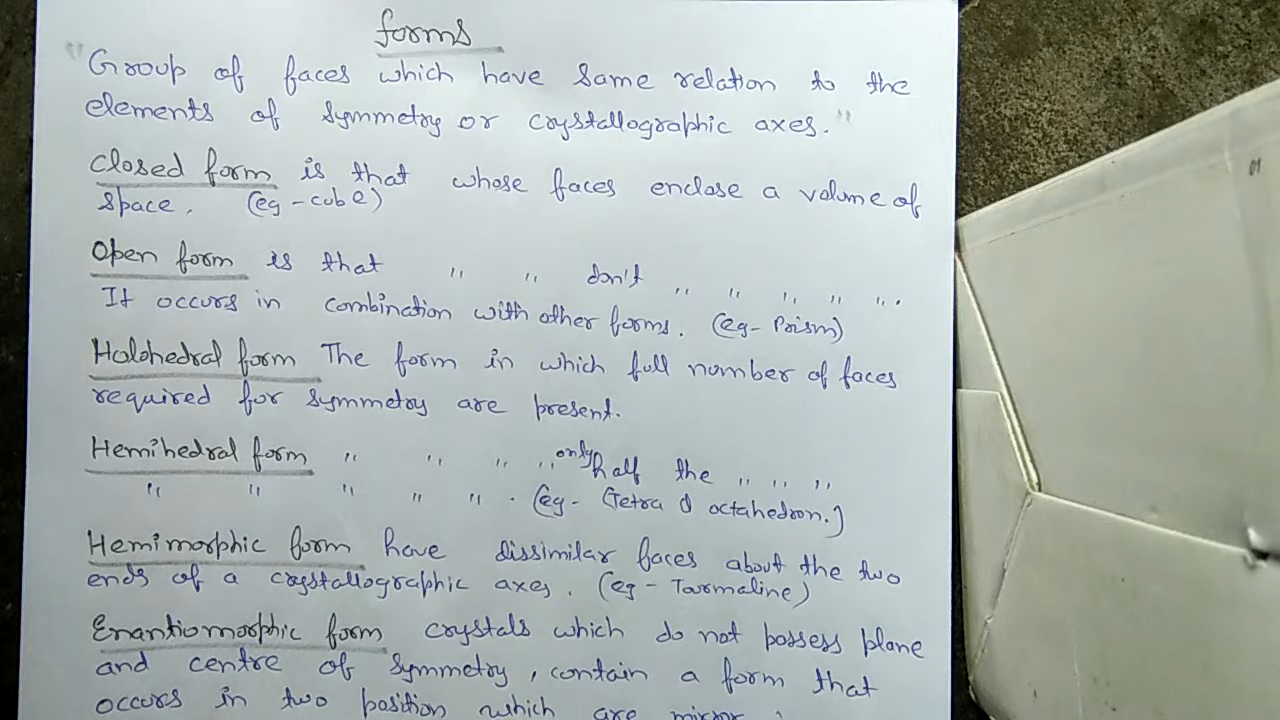 forms
"Group of faces which have same relation to the
elements of symmetry or crystallographic axes."
Closed form is that whose faces enclose a volume of
space. (eg - cube)
Open form is that " " don't " " " " ".
It occurs in combination with other forms. (eg - Prism)
Holohedral form The form in which full number of faces
required for symmetry are present.
Hemihedral form " " " " only half the " " "
" " " " " . (eg - Tetra & octahedron.)
Hemimorphic form have dissimilar faces about the two
ends of a crystallographic axes. (eg - Tourmaline)
Enantiomorphic form crystals which do not possess plane
and centre of symmetry, contain a form that
occurs in two position which are mirror